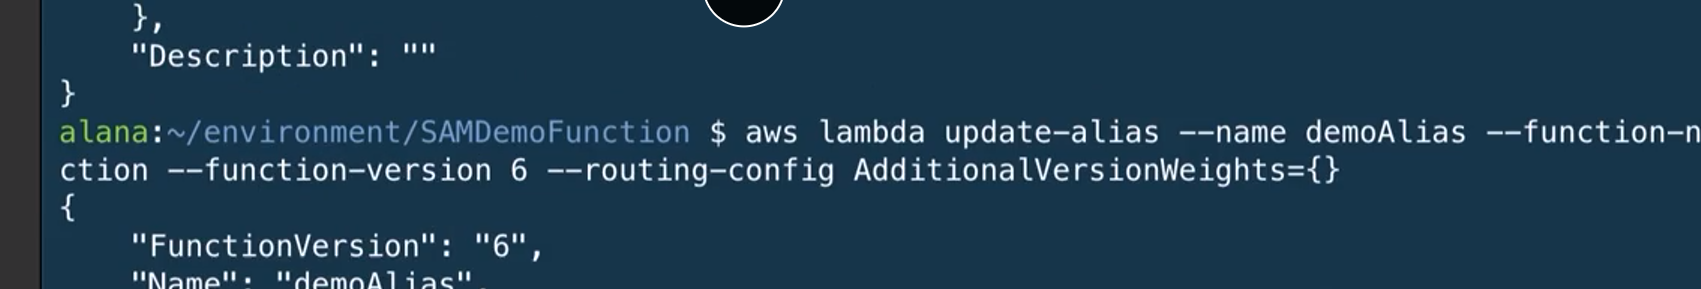 },
"Description": ""
}
alana:~/environment/SAMDemoFunction $ aws lambda update-alias --name demoAlias --function-n
ction --function-version 6 --routing-config AdditionalVersionWeights={}
{
"FunctionVersion": "6",
"Name": "demoAlias",